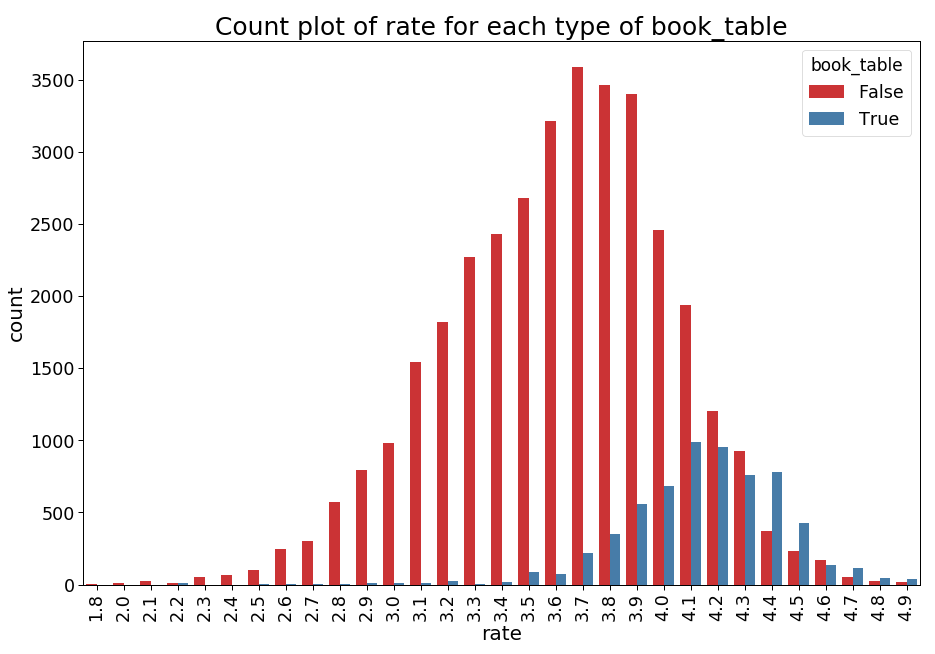 Count plot of rate for each type of book_table
book_table
False
True
3500
3000
2500
2000
1500
1000
500
0
count
1.8 2.0 2.1 2.2 2.3 2.4 2.5 2.6 2.7 2.8 2.9 3.0 3.1 3.2 3.3 3.4 3.5 3.6 3.7 3.8 3.9 4.0 4.1 4.2 4.3 4.4 4.5 4.6 4.7 4.8 4.9
rate